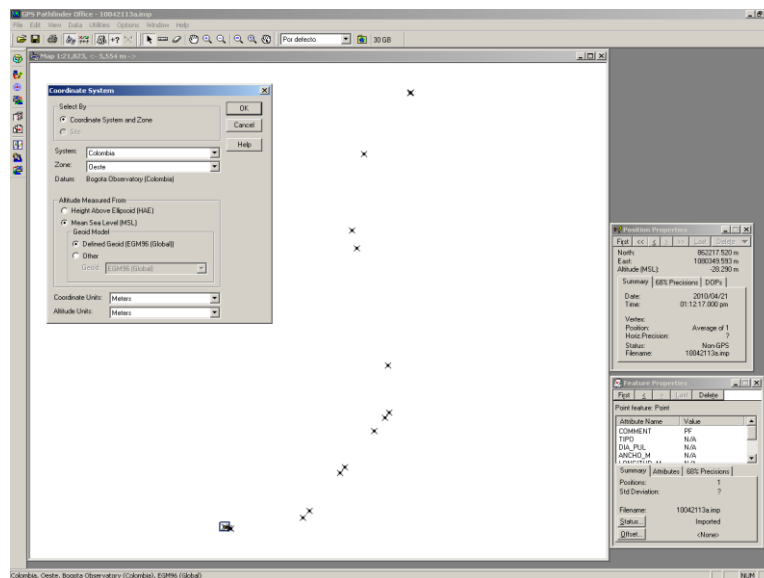 GPS Pathfinder Office - 10042113a.imp
File Edit View Data Utilities Options Window Help
Por defecto 30 GB
Map 1:21,823, <- 5,554 m ->
Coordinate System
Select By
Coordinate System and Zone
Site
OK
Cancel
Help
System: Colombia
Zone: Oeste
Datum: Bogota Observatory (Colombia)
Altitude Measured From
Height Above Ellipsoid (HAE)
Mean Sea Level (MSL)
Geoid Model
Defined Geoid (EGM96 (Global))
Other
Geoid: EGM96 (Global)
Coordinate Units: Meters
Altitude Units: Meters
Position Properties
First << < > >> Last Delete
North: 862217.520 m
East: 1080349.593 m
Altitude (MSL): -28.290 m
Summary 68% Precisions DOPs
Date: 2010/04/21
Time: 01:12:17.000 pm
Vertex:
Position: Average of 1
Horiz.Precision: ?
Status: Non-GPS
Filename: 10042113a.imp
Feature Properties
First < > Last Delete
Point feature: Point
Attribute Name Value
COMMENT PF
TIPO N/A
DIA_PUL N/A
ANCHO_M N/A
Summary Attributes 68% Precisions
Positions: 1
Std Deviation: ?
Filename: 10042113a.imp
Status... Imported
Offset... <None>
Colombia, Oeste, Bogota Observatory (Colombia), EGM96 (Global)
NUM